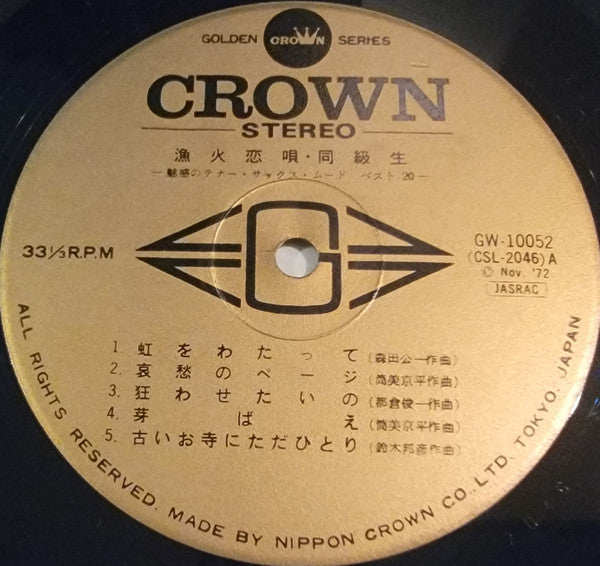 GOLDEN CROWN SERIES
CROWN
STEREO
漁火恋唄・同級生
―魅惑のテナー・サックス・ムード ベスト20―
33⅓R.P.M
G
GW-10052
(CSL-2046)A
© Nov. '72
JASRAC
1. 虹をわたって(森田公一作曲)
2. 哀愁のページ(筒美京平作曲)
3. 狂わせたいの(都倉俊一作曲)
4. 芽ばえ(筒美京平作曲)
5. 古いお寺にただひとり(鈴木邦彦作曲)
ALL RIGHTS RESERVED. MADE BY NIPPON CROWN CO., LTD. TOKYO. JAPAN